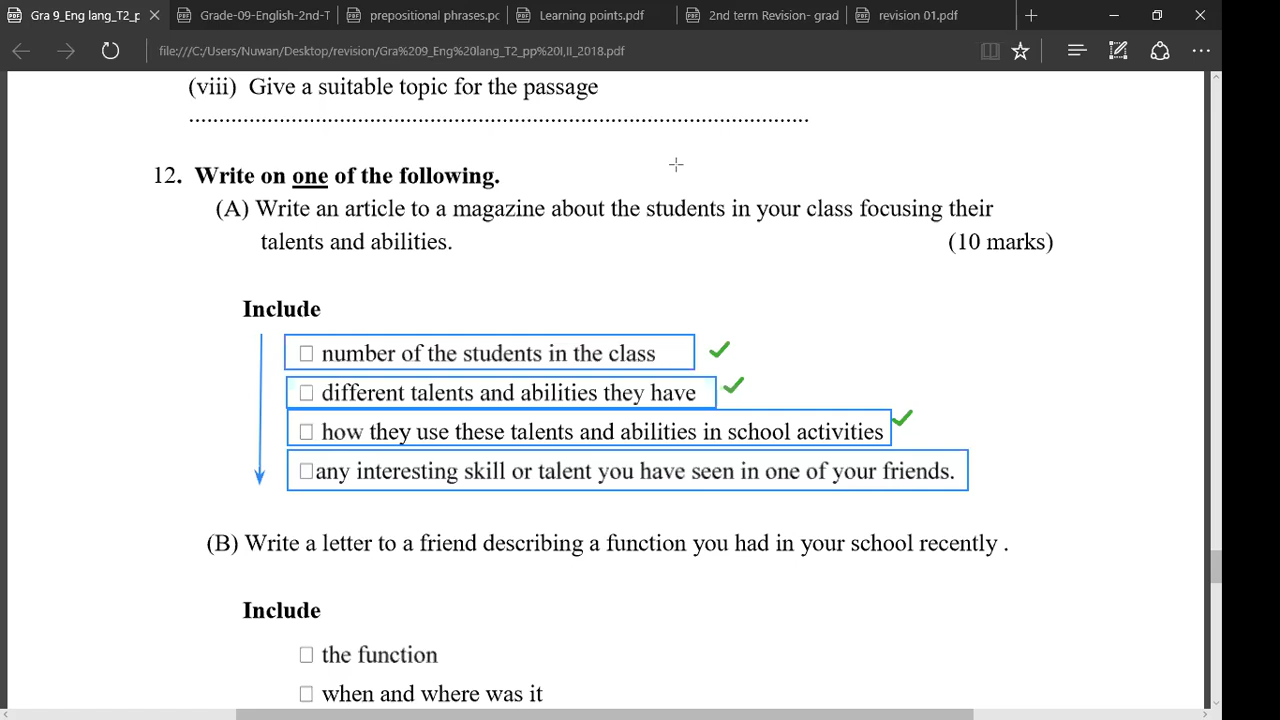 Gra 9_Eng lang_T2_p
Grade-09-English-2nd-T
prepositional phrases.pc
Learning points.pdf
2nd term Revision- grad
revision 01.pdf
file:///C:/Users/Nuwan/Desktop/revision/Gra%209_Eng%20lang_T2_pp%20I,II_2018.pdf
(viii) Give a suitable topic for the passage
.......................................................................................................
12. Write on one of the following.
(A) Write an article to a magazine about the students in your class focusing their
talents and abilities. (10 marks)
Include
□ number of the students in the class
□ different talents and abilities they have
□ how they use these talents and abilities in school activities
□any interesting skill or talent you have seen in one of your friends.
(B) Write a letter to a friend describing a function you had in your school recently .
Include
□ the function
□ when and where was it